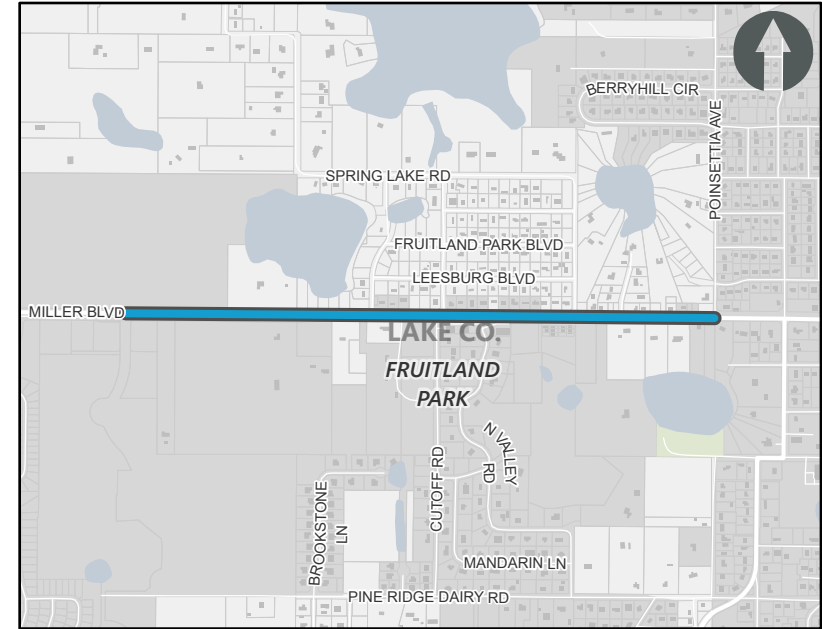 BERRYHILL CIR
POINSETTIA AVE
SPRING LAKE RD
FRUITLAND PARK BLVD
LEESBURG BLVD
MILLER BLVD
LAKE CO.
FRUITLAND
PARK
N VALLEY
RD
CUTOFF RD
BROOKSTONE
LN
MANDARIN LN
PINE RIDGE DAIRY RD